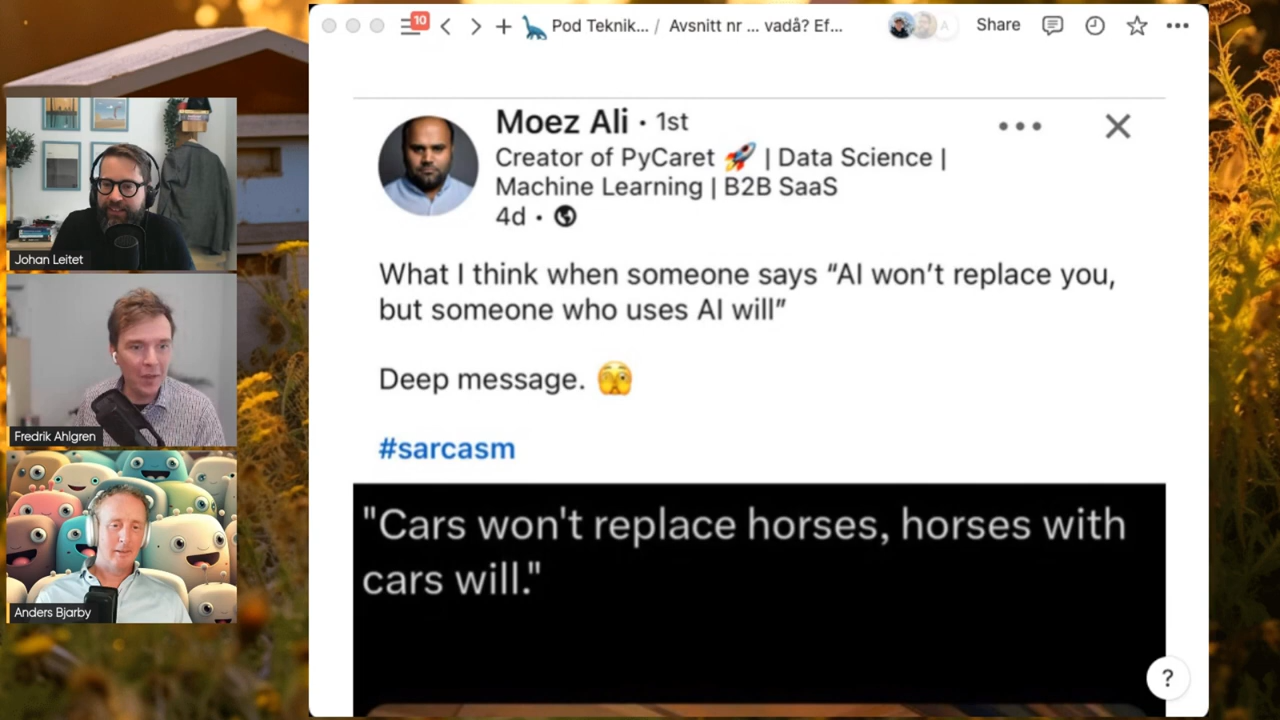 10
Pod Teknik... / Avsnitt nr ... vadå? Ef...
A
Share
Johan Leitet
Fredrik Ahlgren
Anders Bjarby
Moez Ali · 1st
Creator of PyCaret 🚀 | Data Science |
Machine Learning | B2B SaaS
4d ·
What I think when someone says “AI won’t replace you,
but someone who uses AI will”
Deep message. 🫣
#sarcasm
"Cars won't replace horses, horses with
cars will."
?